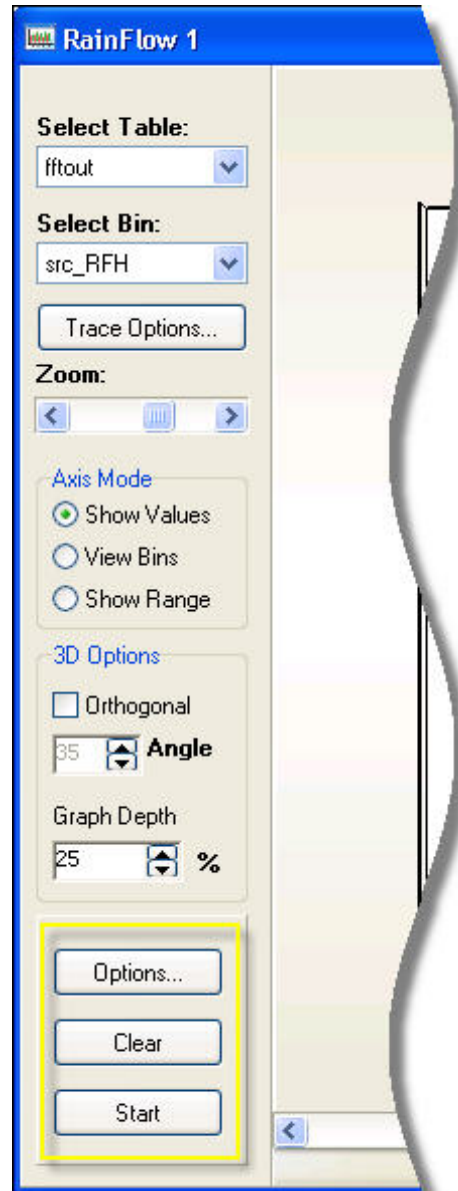 RainFlow 1
Select Table:
fftout
Select Bin:
src_RFH
Trace Options...
Zoom:
Axis Mode
Show Values
View Bins
Show Range
3D Options
Orthogonal
35 Angle
Graph Depth
25 %
Options...
Clear
Start